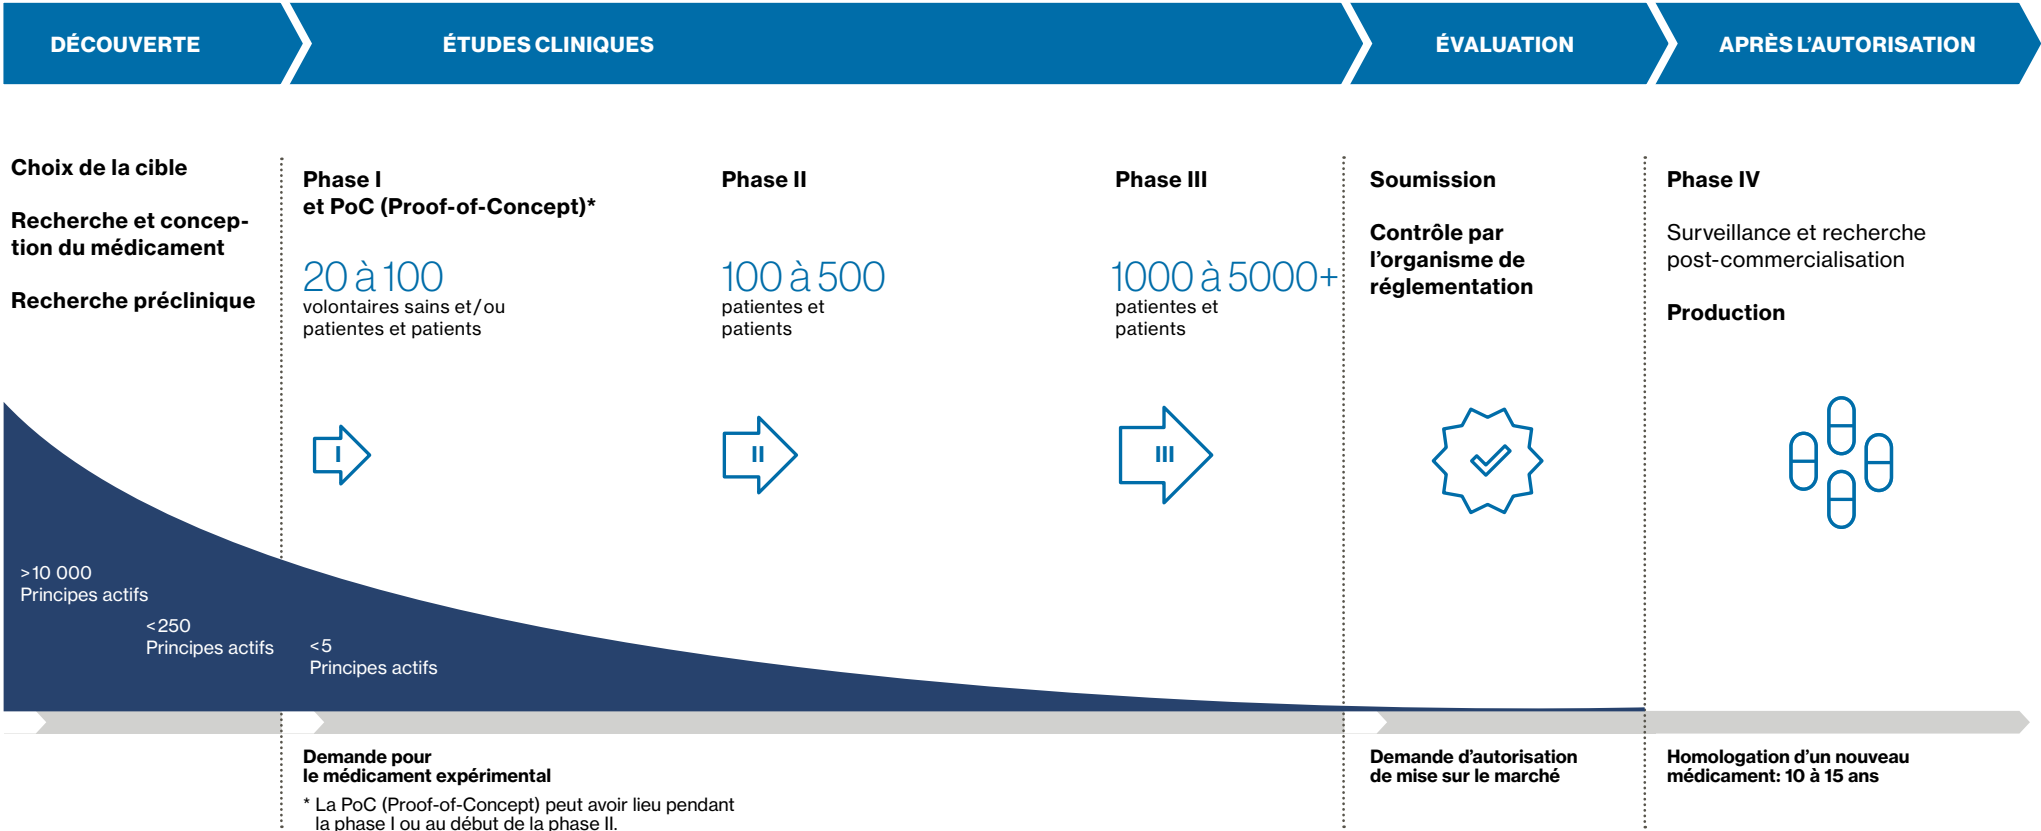 DÉCOUVERTE
ÉTUDES CLINIQUES
ÉVALUATION
APRÈS L'AUTORISATION
Choix de la cible
Recherche et concep-
tion du médicament
Recherche préclinique
Phase I
et PoC (Proof-of-Concept)*
20 à 100
volontaires sains et/ou
patientes et patients
Phase II
100 à 500
patientes et
patients
Phase III
1000 à 5000+
patientes et
patients
Soumission
Contrôle par
l'organisme de
réglementation
Phase IV
Surveillance et recherche
post-commercialisation
Production
I
II
III
>10 000
Principes actifs
<250
Principes actifs
<5
Principes actifs
Demande pour
le médicament expérimental
* La PoC (Proof-of-Concept) peut avoir lieu pendant
la phase I ou au début de la phase II.
Demande d'autorisation
de mise sur le marché
Homologation d'un nouveau
médicament: 10 à 15 ans